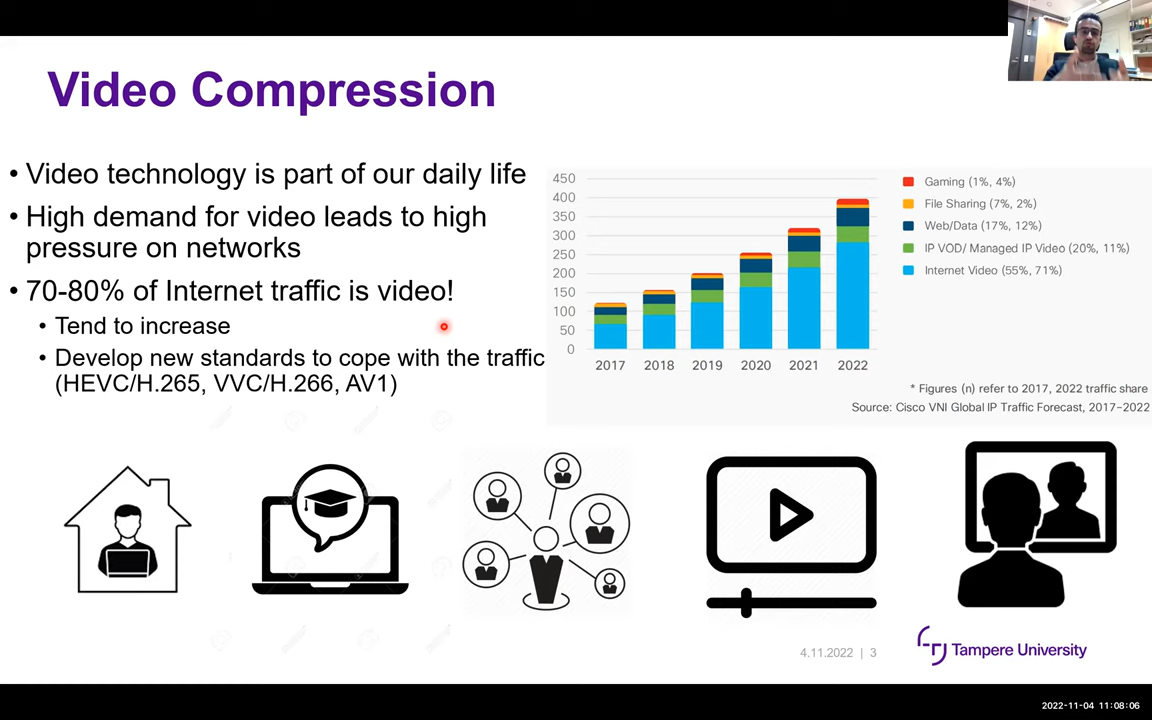 Video Compression
• Video technology is part of our daily life
• High demand for video leads to high
pressure on networks
• 70-80% of Internet traffic is video!
• Tend to increase
• Develop new standards to cope with the traffic
(HEVC/H.265, VVC/H.266, AV1)
450
400
350
300
250
200
150
100
50
0
2017 2018 2019 2020 2021 2022
Gaming (1%, 4%)
File Sharing (7%, 2%)
Web/Data (17%, 12%)
IP VOD/ Managed IP Video (20%, 11%)
Internet Video (55%, 71%)
* Figures (n) refer to 2017, 2022 traffic share
Source: Cisco VNI Global IP Traffic Forecast, 2017–2022
4.11.2022 | 3
Tampere University
2022-11-04 11:08:06